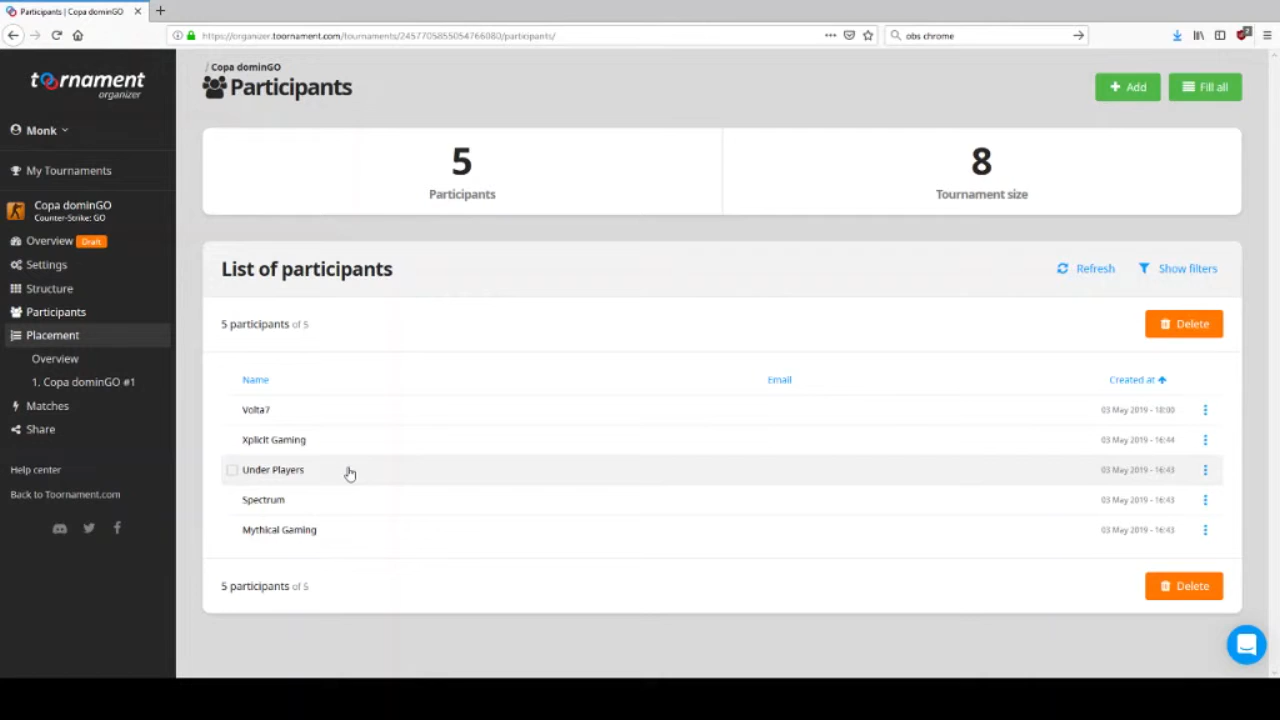 Participants | Copa dominGO
https://organizer.toornament.com/tournaments/2457705855054766080/participants/
obs chrome
2
toornament
organizer
Monk
My Tournaments
Copa dominGO
Counter-Strike: GO
Overview Draft
Settings
Structure
Participants
Placement
Overview
1. Copa dominGO #1
Matches
Share
Help center
Back to Toornament.com
/ Copa dominGO
Participants
+ Add
Fill all
5
Participants
8
Tournament size
List of participants
Refresh
Show filters
5 participants of 5
Delete
Name Email Created at
Volta7 03 May 2019 - 18:00
Xplicit Gaming 03 May 2019 - 16:44
Under Players 03 May 2019 - 16:43
Spectrum 03 May 2019 - 16:43
Mythical Gaming 03 May 2019 - 16:43
5 participants of 5
Delete